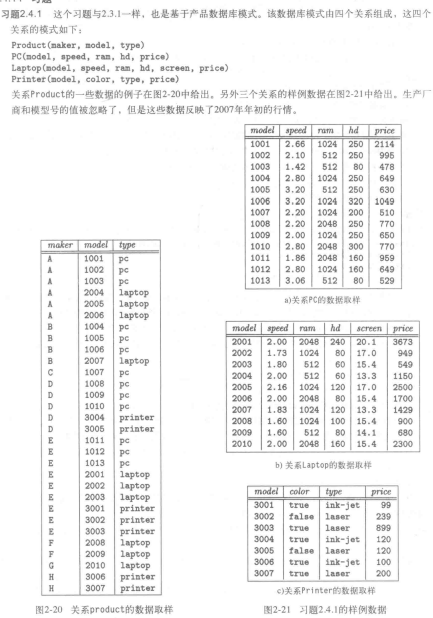 习题2.4.1 这个习题与2.3.1一样，也是基于产品数据库模式。该数据库模式由四个关系组成，这四个
关系的模式如下：
Product(maker, model, type)
PC(model, speed, ram, hd, price)
Laptop(model, speed, ram, hd, screen, price)
Printer(model, color, type, price)
关系Product的一些数据的例子在图2-20中给出。另外三个关系的样例数据在图2-21中给出。生产厂
商和型号的值被忽略了，但是这些数据反映了2007年年初的行情。
maker model type
A 1001 pc
A 1002 pc
A 1003 pc
A 2004 laptop
A 2005 laptop
A 2006 laptop
B 1004 pc
B 1005 pc
B 1006 pc
B 2007 laptop
C 1007 pc
D 1008 pc
D 1009 pc
D 1010 pc
D 3004 printer
D 3005 printer
E 1011 pc
E 1012 pc
E 1013 pc
E 2001 laptop
E 2002 laptop
E 2003 laptop
E 3001 printer
E 3002 printer
E 3003 printer
F 2008 laptop
F 2009 laptop
G 2010 laptop
H 3006 printer
H 3007 printer
图2-20 关系product的数据取样
model speed ram hd price
1001 2.66 1024 250 2114
1002 2.10 512 250 995
1003 1.42 512 80 478
1004 2.80 1024 250 649
1005 3.20 512 250 630
1006 3.20 1024 320 1049
1007 2.20 1024 200 510
1008 2.20 2048 250 770
1009 2.00 1024 250 650
1010 2.80 2048 300 770
1011 1.86 2048 160 959
1012 2.80 1024 160 649
1013 3.06 512 80 529
a)关系PC的数据取样
model speed ram hd screen price
2001 2.00 2048 240 20.1 3673
2002 1.73 1024 80 17.0 949
2003 1.80 512 60 15.4 549
2004 2.00 512 60 13.3 1150
2005 2.16 1024 120 17.0 2500
2006 2.00 2048 80 15.4 1700
2007 1.83 1024 120 13.3 1429
2008 1.60 1024 100 15.4 900
2009 1.60 512 80 14.1 680
2010 2.00 2048 160 15.4 2300
b) 关系Laptop的数据取样
model color type price
3001 true ink-jet 99
3002 false laser 239
3003 true laser 899
3004 true ink-jet 120
3005 false laser 120
3006 true ink-jet 100
3007 true laser 200
c)关系Printer的数据取样
图2-21 习题2.4.1的样例数据